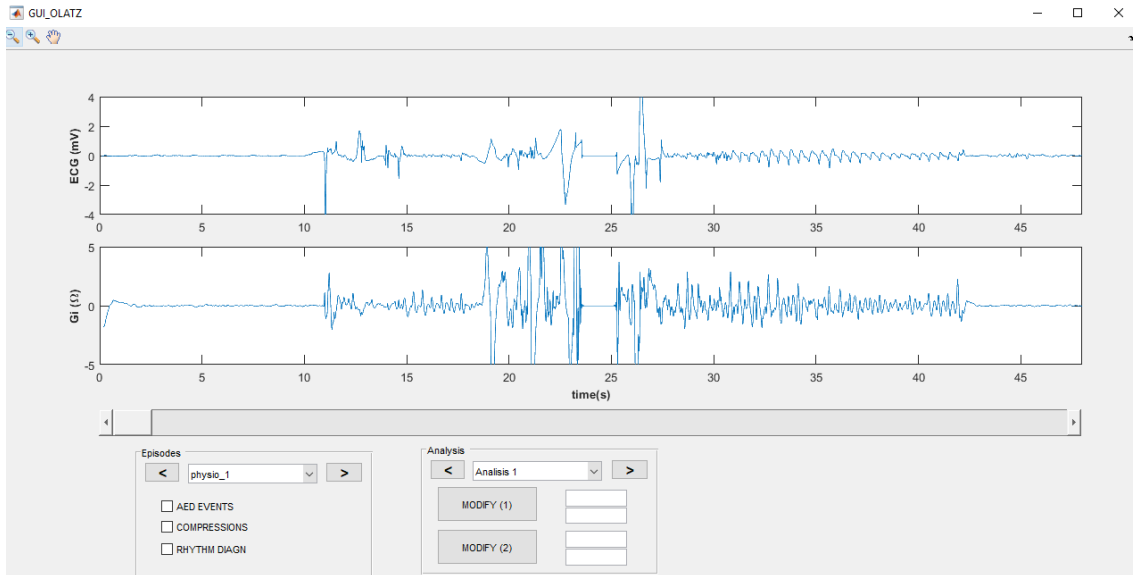 GUI_OLATZ
ECG (mV)
4
2
0
-2
-4
0 5 10 15 20 25 30 35 40 45
Gi (Ω)
5
0
-5
0 5 10 15 20 25 30 35 40 45
time(s)
Episodes
< physio_1 >
AED EVENTS
COMPRESSIONS
RHYTHM DIAGN
Analysis
< Analisis 1 >
MODIFY (1)
MODIFY (2)